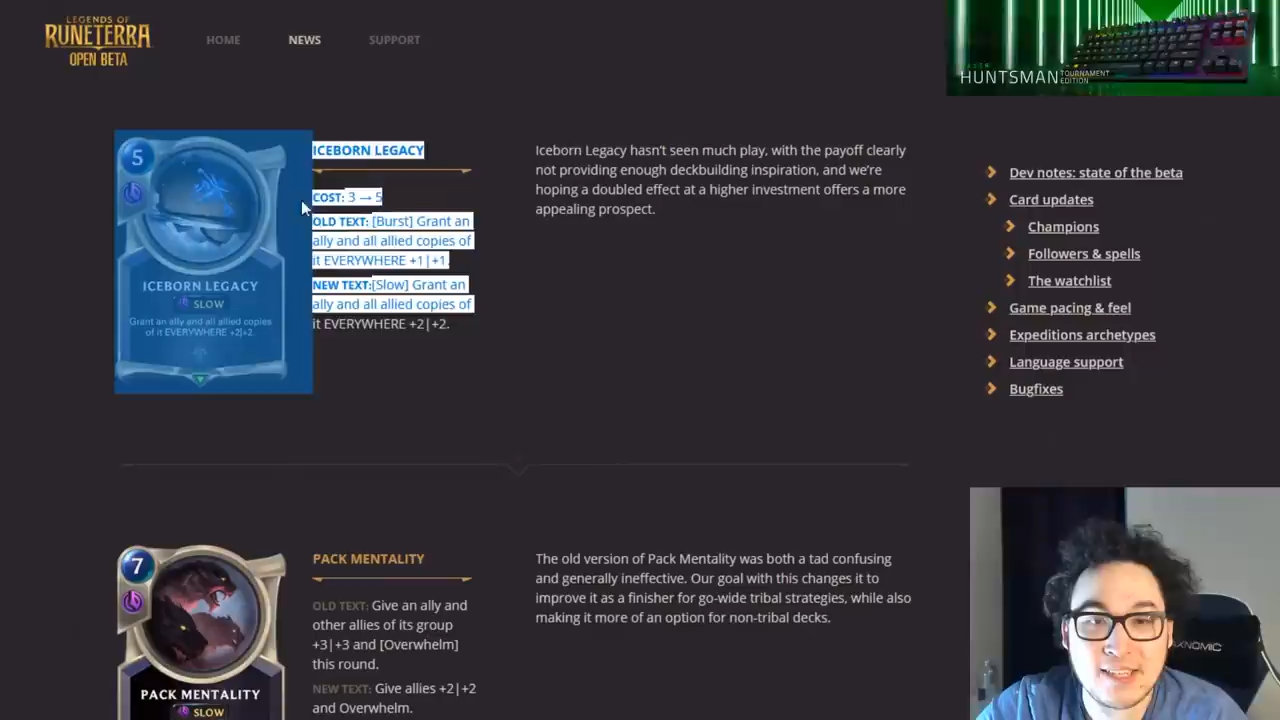 LEGENDS OF
RUNETERRA
OPEN BETA
HOME
NEWS
SUPPORT
HUNTSMAN TOURNAMENT
EDITION
5
ICEBORN LEGACY
SLOW
Grant an ally and all allied copies
of it EVERYWHERE +2|+2.
ICEBORN LEGACY
COST: 3 → 5
OLD TEXT: [Burst] Grant an
ally and all allied copies of
it EVERYWHERE +1|+1.
NEW TEXT:[Slow] Grant an
ally and all allied copies of
it EVERYWHERE +2|+2.
Iceborn Legacy hasn't seen much play, with the payoff clearly
not providing enough deckbuilding inspiration, and we're
hoping a doubled effect at a higher investment offers a more
appealing prospect.
Dev notes: state of the beta
Card updates
Champions
Followers & spells
The watchlist
Game pacing & feel
Expeditions archetypes
Language support
Bugfixes
7
PACK MENTALITY
SLOW
PACK MENTALITY
OLD TEXT: Give an ally and
other allies of its group
+3|+3 and [Overwhelm]
this round.
NEW TEXT: Give allies +2|+2
and Overwhelm.
The old version of Pack Mentality was both a tad confusing
and generally ineffective. Our goal with this changes it to
improve it as a finisher for go-wide tribal strategies, while also
making it more of an option for non-tribal decks.